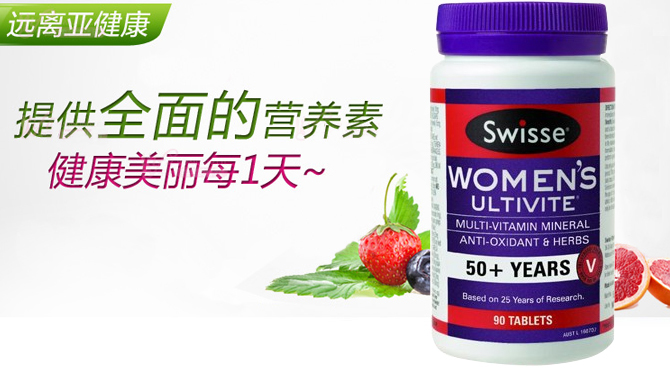 远离亚健康
提供全面的营养素
健康美丽每1天~
Swisse
WOMEN'S
ULTIVITE
MULTI-VITAMIN MINERAL
ANTI-OXIDANT & HERBS
50+ YEARS
V
Based on 25 Years of Research.
90 TABLETS